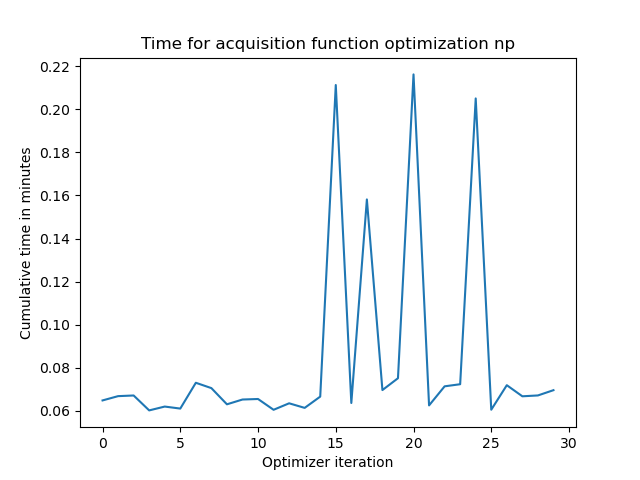 Time for acquisition function optimization np
0.22
0.20
0.18
0.16
0.14
0.12
0.10
0.08
0.06
Cumulative time in minutes
0 5 10 15 20 25 30
Optimizer iteration